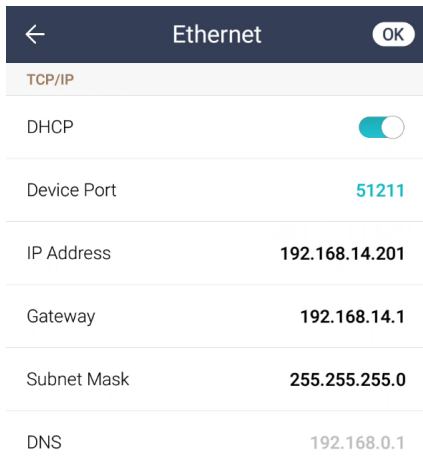 Ethernet
OK
TCP/IP
DHCP
Device Port 51211
IP Address 192.168.14.201
Gateway 192.168.14.1
Subnet Mask 255.255.255.0
DNS 192.168.0.1